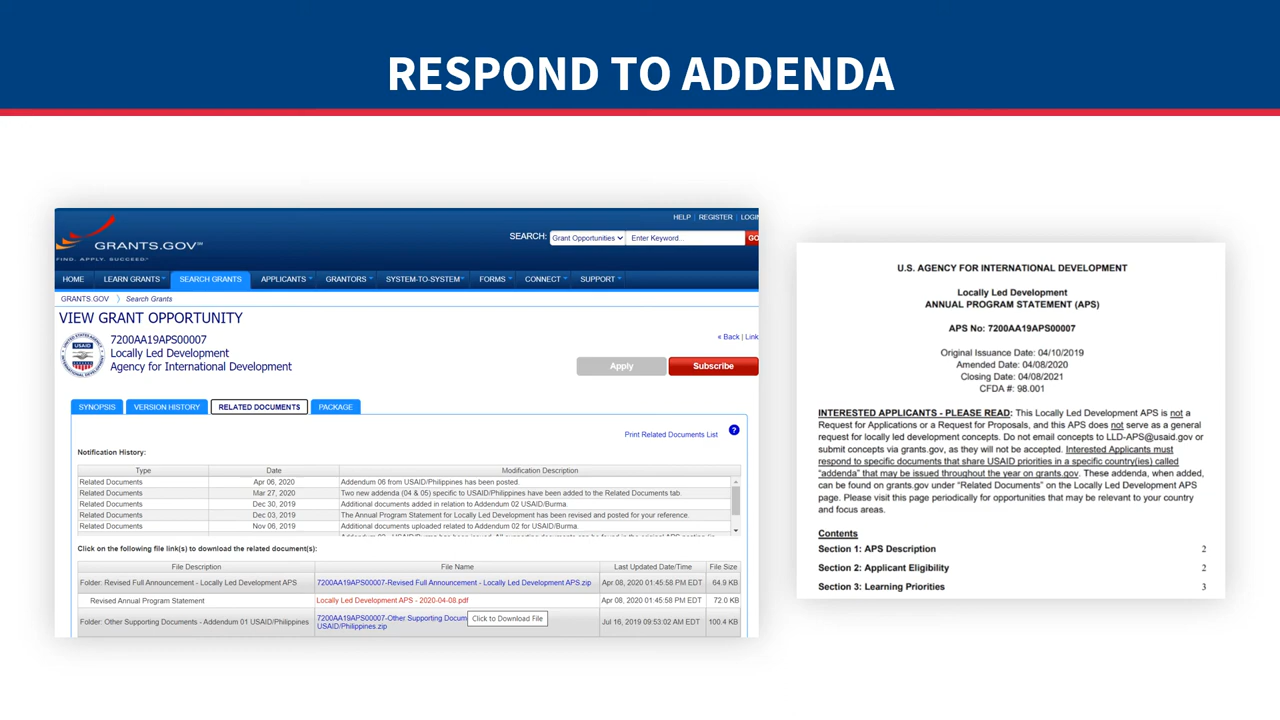 RESPOND TO ADDENDA
HELP | REGISTER | LOGIN
GRANTS.GOV
SEARCH: Grant Opportunities Enter Keyword... GO
FIND. APPLY. SUCCEED.
HOME LEARN GRANTS SEARCH GRANTS APPLICANTS GRANTORS SYSTEM-TO-SYSTEM FORMS CONNECT SUPPORT
GRANTS.GOV Search Grants
VIEW GRANT OPPORTUNITY
7200AA19APS00007
Locally Led Development
Agency for International Development
« Back | Link
Apply Subscribe
USAID
SYNOPSIS VERSION HISTORY RELATED DOCUMENTS PACKAGE
Print Related Documents List ?
Notification History:
Type Date Modification Description
Related Documents Apr 06, 2020 Addendum 06 from USAID/Philippines has been posted.
Related Documents Mar 27, 2020 Two new addenda (04 & 05) specific to USAID/Philippines have been added to the Related Documents tab.
Related Documents Dec 30, 2019 Additional documents added in relation to Addendum 02 for USAID/Burma.
Related Documents Dec 03, 2019 The Annual Program Statement for Locally Led Development has been revised and posted for your reference.
Related Documents Nov 06, 2019 Additional documents uploaded related to Addendum 02 for USAID/Burma.
Click on the following file link(s) to download the related document(s):
File Description File Name Last Updated Date/Time File Size
Folder: Revised Full Announcement - Locally Led Development APS 7200AA19APS00007-Revised Full Announcement - Locally Led Development APS.zip Apr 08, 2020 01:45:58 PM EDT 64.9 KB
Revised Annual Program Statement Locally Led Development APS - 2020-04-08.pdf Apr 08, 2020 01:45:58 PM EDT 72.0 KB
Folder: Other Supporting Documents - Addendum 01 USAID/Philippines 7200AA19APS00007-Other Supporting Docum Click to Download File Jul 16, 2019 09:53:02 AM EDT 100.4 KB
USAID/Philippines.zip
U.S. AGENCY FOR INTERNATIONAL DEVELOPMENT
Locally Led Development
ANNUAL PROGRAM STATEMENT (APS)
APS No: 7200AA19APS00007
Original Issuance Date: 04/10/2019
Amended Date: 04/08/2020
Closing Date: 04/08/2021
CFDA #: 98.001
INTERESTED APPLICANTS - PLEASE READ: This Locally Led Development APS is not a
Request for Applications or a Request for Proposals, and this APS does not serve as a general
request for locally led development concepts. Do not email concepts to LLD-APS@usaid.gov or
submit concepts via grants.gov, as they will not be accepted. Interested Applicants must
respond to specific documents that share USAID priorities in a specific country(ies) called
“addenda” that may be issued throughout the year on grants.gov. These addenda, when added,
can be found on grants.gov under “Related Documents” on the Locally Led Development APS
page. Please visit this page periodically for opportunities that may be relevant to your country
and focus areas.
Contents
Section 1: APS Description 2
Section 2: Applicant Eligibility 2
Section 3: Learning Priorities 3